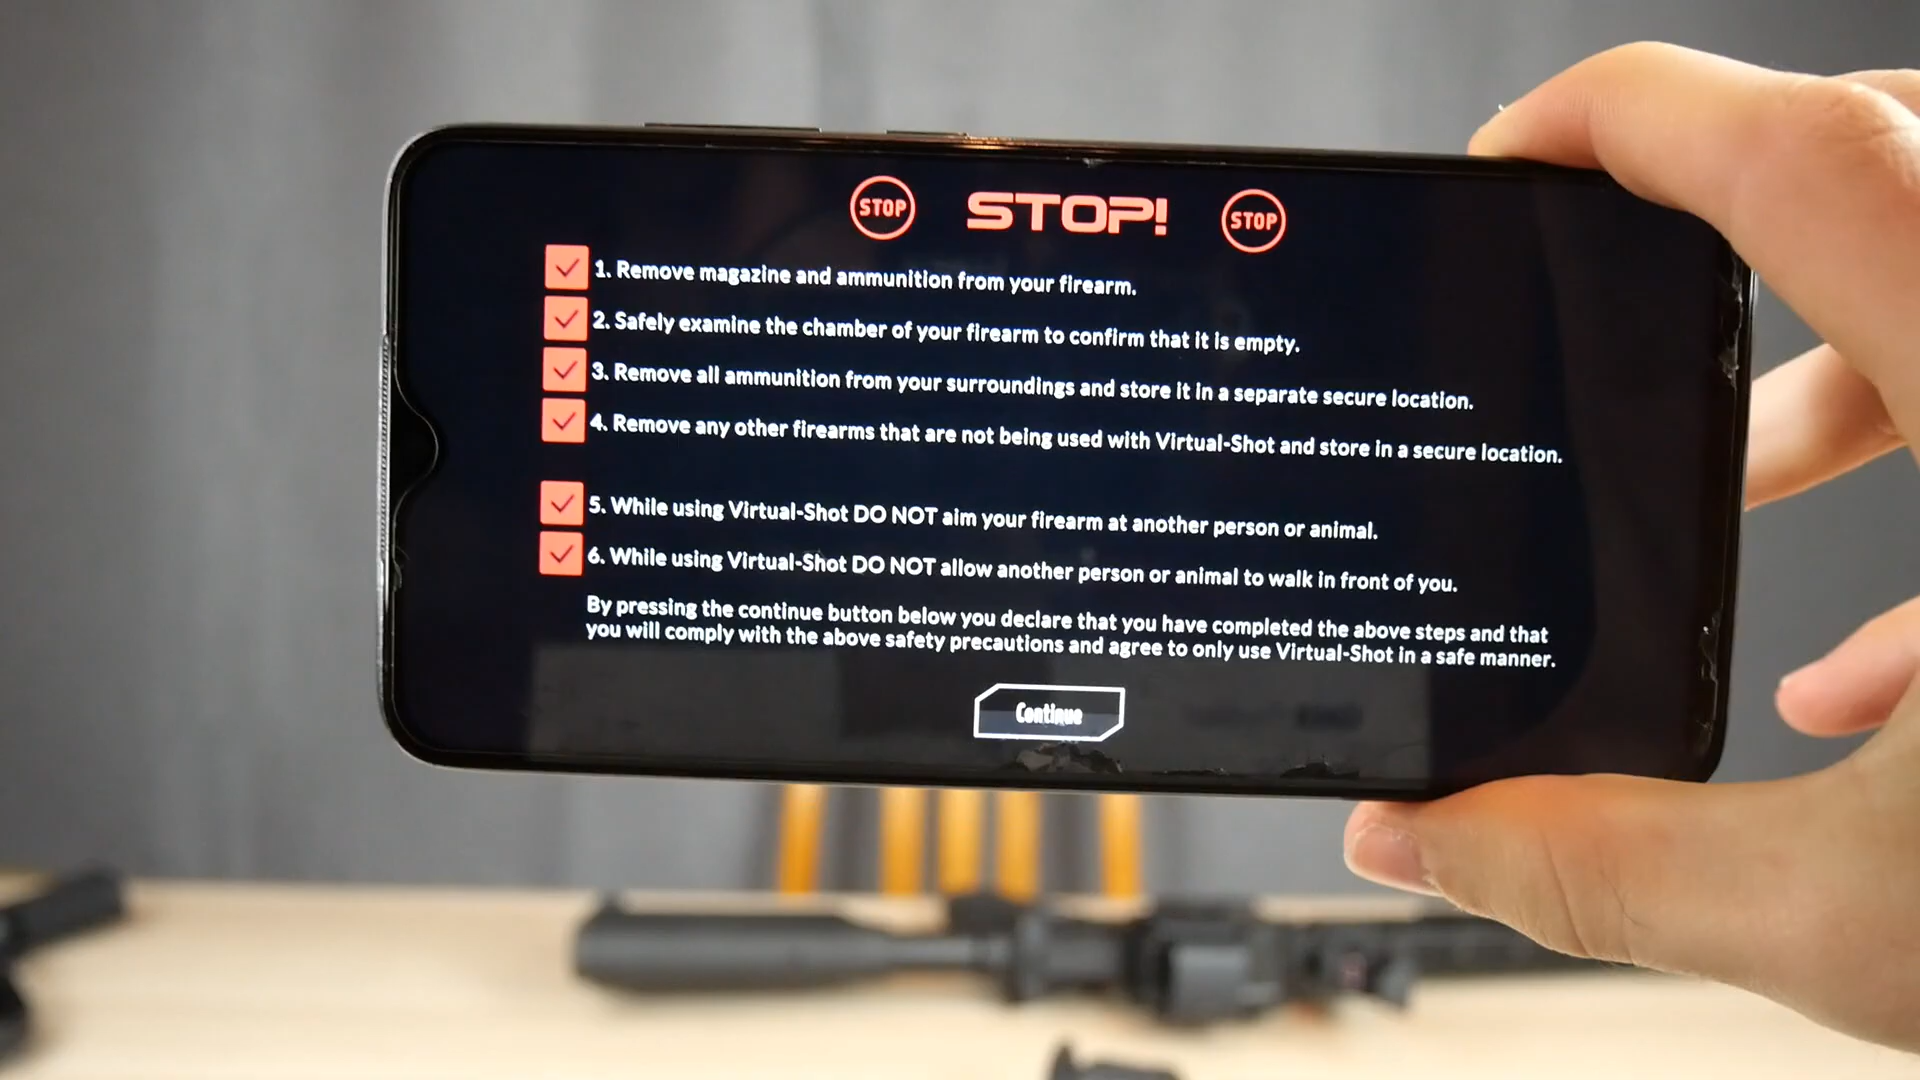 STOP STOP! STOP
1. Remove magazine and ammunition from your firearm.
2. Safely examine the chamber of your firearm to confirm that it is empty.
3. Remove all ammunition from your surroundings and store it in a separate secure location.
4. Remove any other firearms that are not being used with Virtual-Shot and store in a secure location.
5. While using Virtual-Shot DO NOT aim your firearm at another person or animal.
6. While using Virtual-Shot DO NOT allow another person or animal to walk in front of you.
By pressing the continue button below you declare that you have completed the above steps and that
you will comply with the above safety precautions and agree to only use Virtual-Shot in a safe manner.
Continue